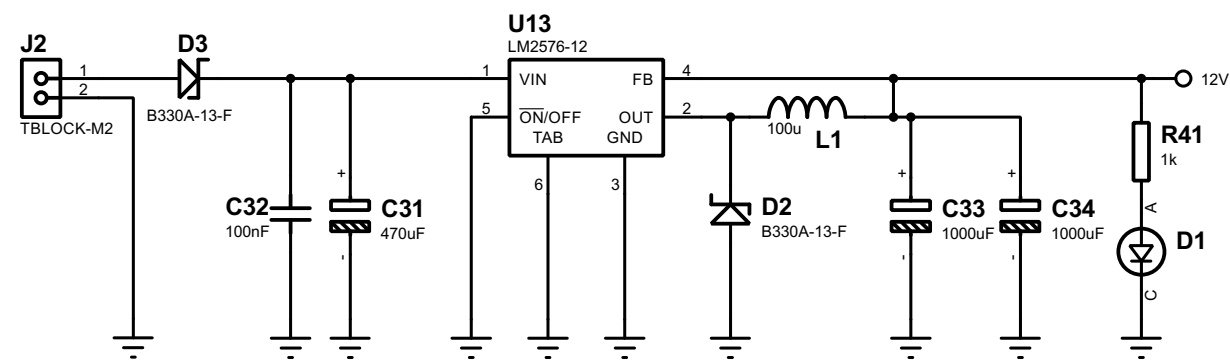 J2
1
2
TBLOCK-M2
D3
B330A-13-F
C32
100nF
+
C31
470uF
-
U13
LM2576-12
1
VIN
FB
4
5
ON/OFF
OUT
2
TAB
GND
6
3
100u
L1
D2
B330A-13-F
+
C33
1000uF
-
+
C34
1000uF
-
12V
R41
1k
A
D1
C